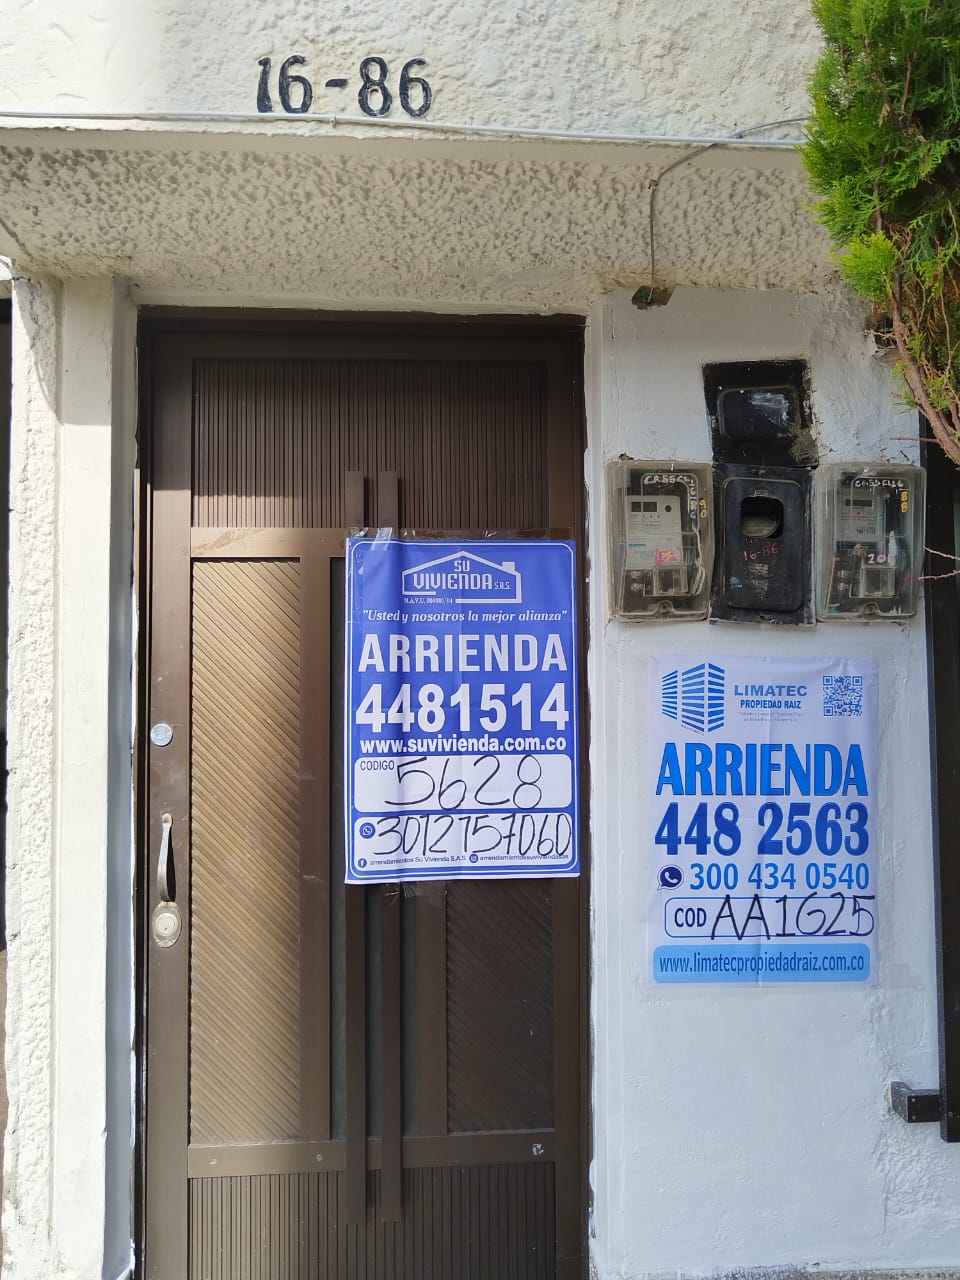 16-86
SU
VIVIENDA S.A.S.
"Usted y nosotros la mejor alianza"
ARRIENDA
4481514
www.suvivienda.com.co
CODIGO 5628
3012757060
arrendamientos Su Vivienda S.A.S
16-86
LIMATEC
PROPIEDAD RAIZ
ARRIENDA
448 2563
300 434 0540
COD AA1625
www.limatecpropiedadraiz.com.co